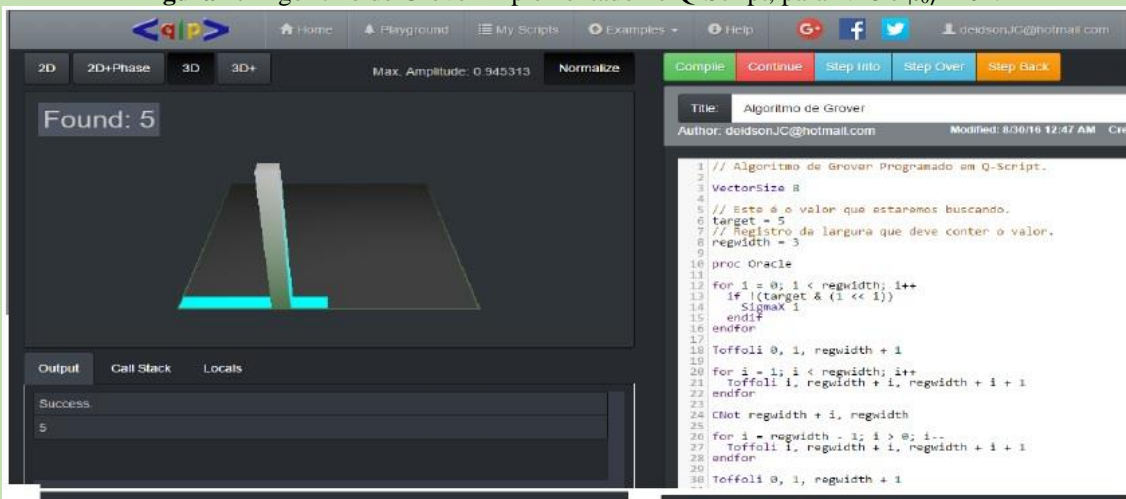 <q|p>
Home
Playground
My Scripts
Examples
Help
G+
f
deidsonJC@hotmail.com
2D
2D+Phase
3D
3D+
Max. Amplitude: 0.945313
Normalize
Compile
Continue
Step Into
Step Over
Step Back
Found: 5
Title:
Algoritmo de Grover
Author: deidsonJC@hotmail.com
Modified: 8/30/16 12:47 AM
1 // Algoritmo de Grover Programado em Q-Script.
2
3 VectorSize 8
4
5 // Este é o valor que estaremos buscando.
6 target = 5
7 // Registro da largura que deve conter o valor.
8 regwidth = 3
9
10 proc Oracle
11
12 for i = 0; i < regwidth; i++
13 if !(target & (1 << i))
14 SigmaX i
15 endif
16 endfor
17
18 Toffoli 0, 1, regwidth + 1
19
20 for i = 1; i < regwidth; i++
21 Toffoli i, regwidth + i, regwidth + i + 1
22 endfor
23
24 CNot regwidth + i, regwidth
25
26 for i = regwidth - 1; i > 0; i--
27 Toffoli i, regwidth + i, regwidth + i + 1
28 endfor
29
30 Toffoli 0, 1, regwidth + 1
Output
Call Stack
Locals
Success.
5